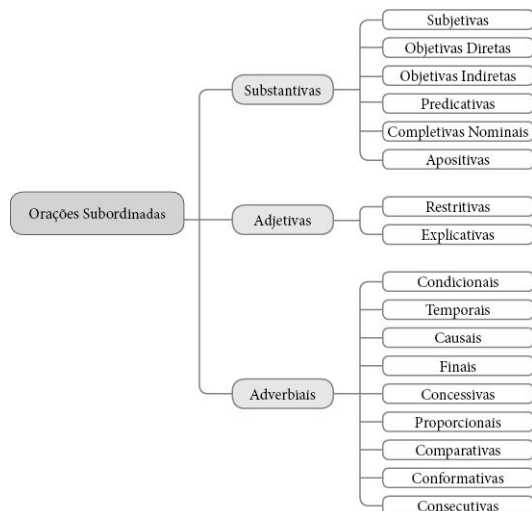 Orações Subordinadas
Substantivas
Subjetivas
Objetivas Diretas
Objetivas Indiretas
Predicativas
Completivas Nominais
Apositivas
Adjetivas
Restritivas
Explicativas
Adverbiais
Condicionais
Temporais
Causais
Finais
Concessivas
Proporcionais
Comparativas
Conformativas
Consecutivas